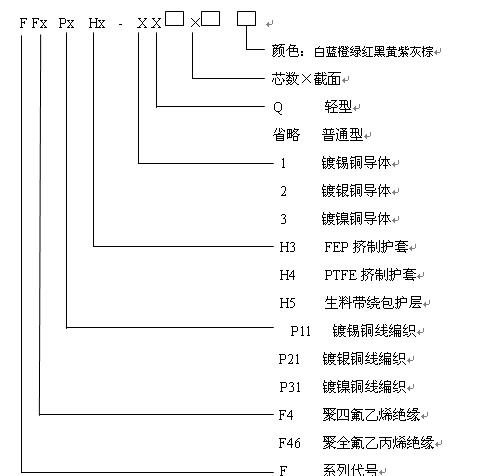 F Fx Px Hx - X X□ ×□ □
颜色：白蓝橙绿红黑黄紫灰棕
芯数×截面
Q 轻型
省略 普通型
1 镀锡铜导体
2 镀银铜导体
3 镀镍铜导体
H3 FEP 挤制护套
H4 PTFE 挤制护套
H5 生料带绕包护层
P11 镀锡铜线编织
P21 镀银铜线编织
P31 镀镍铜线编织
F4 聚四氟乙烯绝缘
F46 聚全氟乙丙烯绝缘
F 系列代号